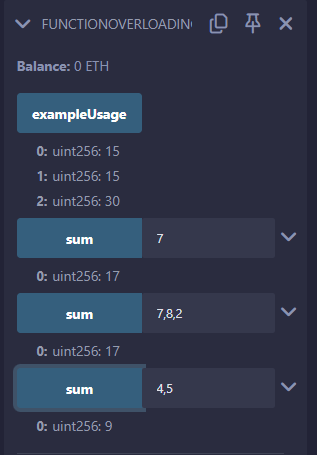 FUNCTIONOVERLOADING
Balance: 0 ETH
exampleUsage
0: uint256: 15
1: uint256: 15
2: uint256: 30
sum 7
0: uint256: 17
sum 7,8,2
0: uint256: 17
sum 4,5
0: uint256: 9